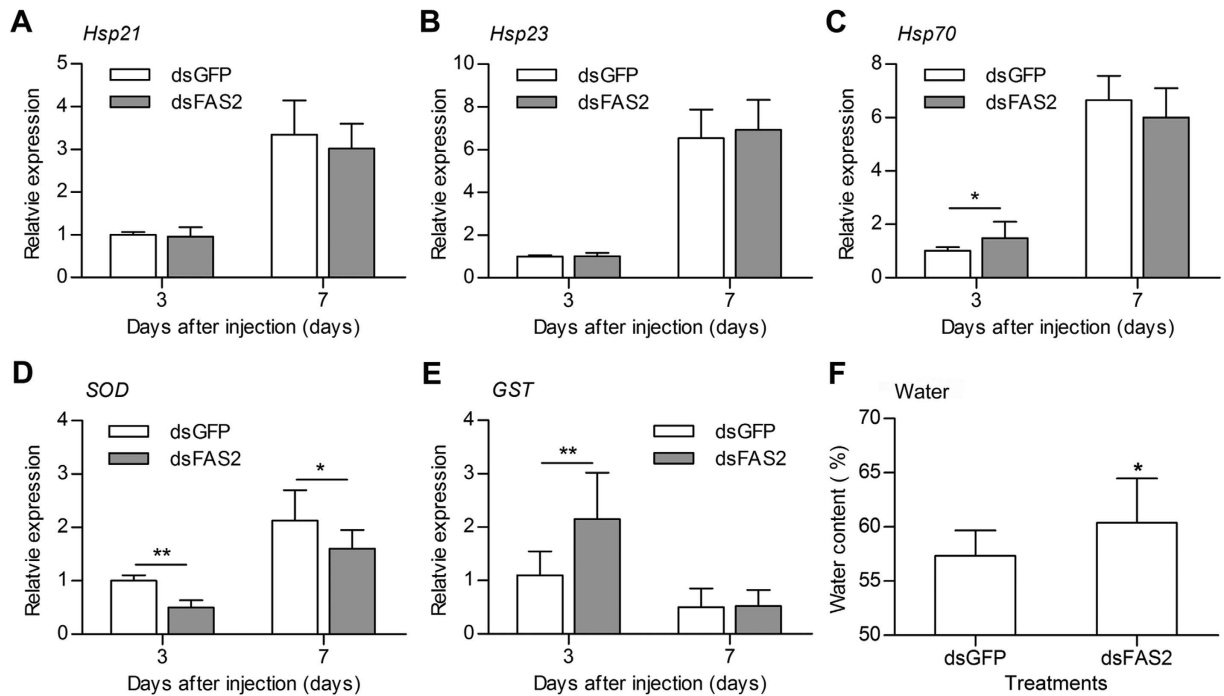 A
Hsp21
5
4
3
2
1
0
Relatvie expression
dsGFP
dsFAS2
3
7
Days after injection (days)
B
Hsp23
10
8
6
4
2
0
Relatvie expression
dsGFP
dsFAS2
3
7
Days after injection (days)
C
Hsp70
8
6
4
2
0
Relatvie expression
dsGFP
dsFAS2
*
3
7
Days after injection (days)
D
SOD
4
3
2
1
0
Relatvie expression
dsGFP
dsFAS2
**
*
3
7
Days after injection (days)
E
GST
4
3
2
1
0
Relatvie expression
dsGFP
dsFAS2
**
3
7
Days after injection (days)
F
Water
70
65
60
55
50
Water content ( %)
*
dsGFP
dsFAS2
Treatments